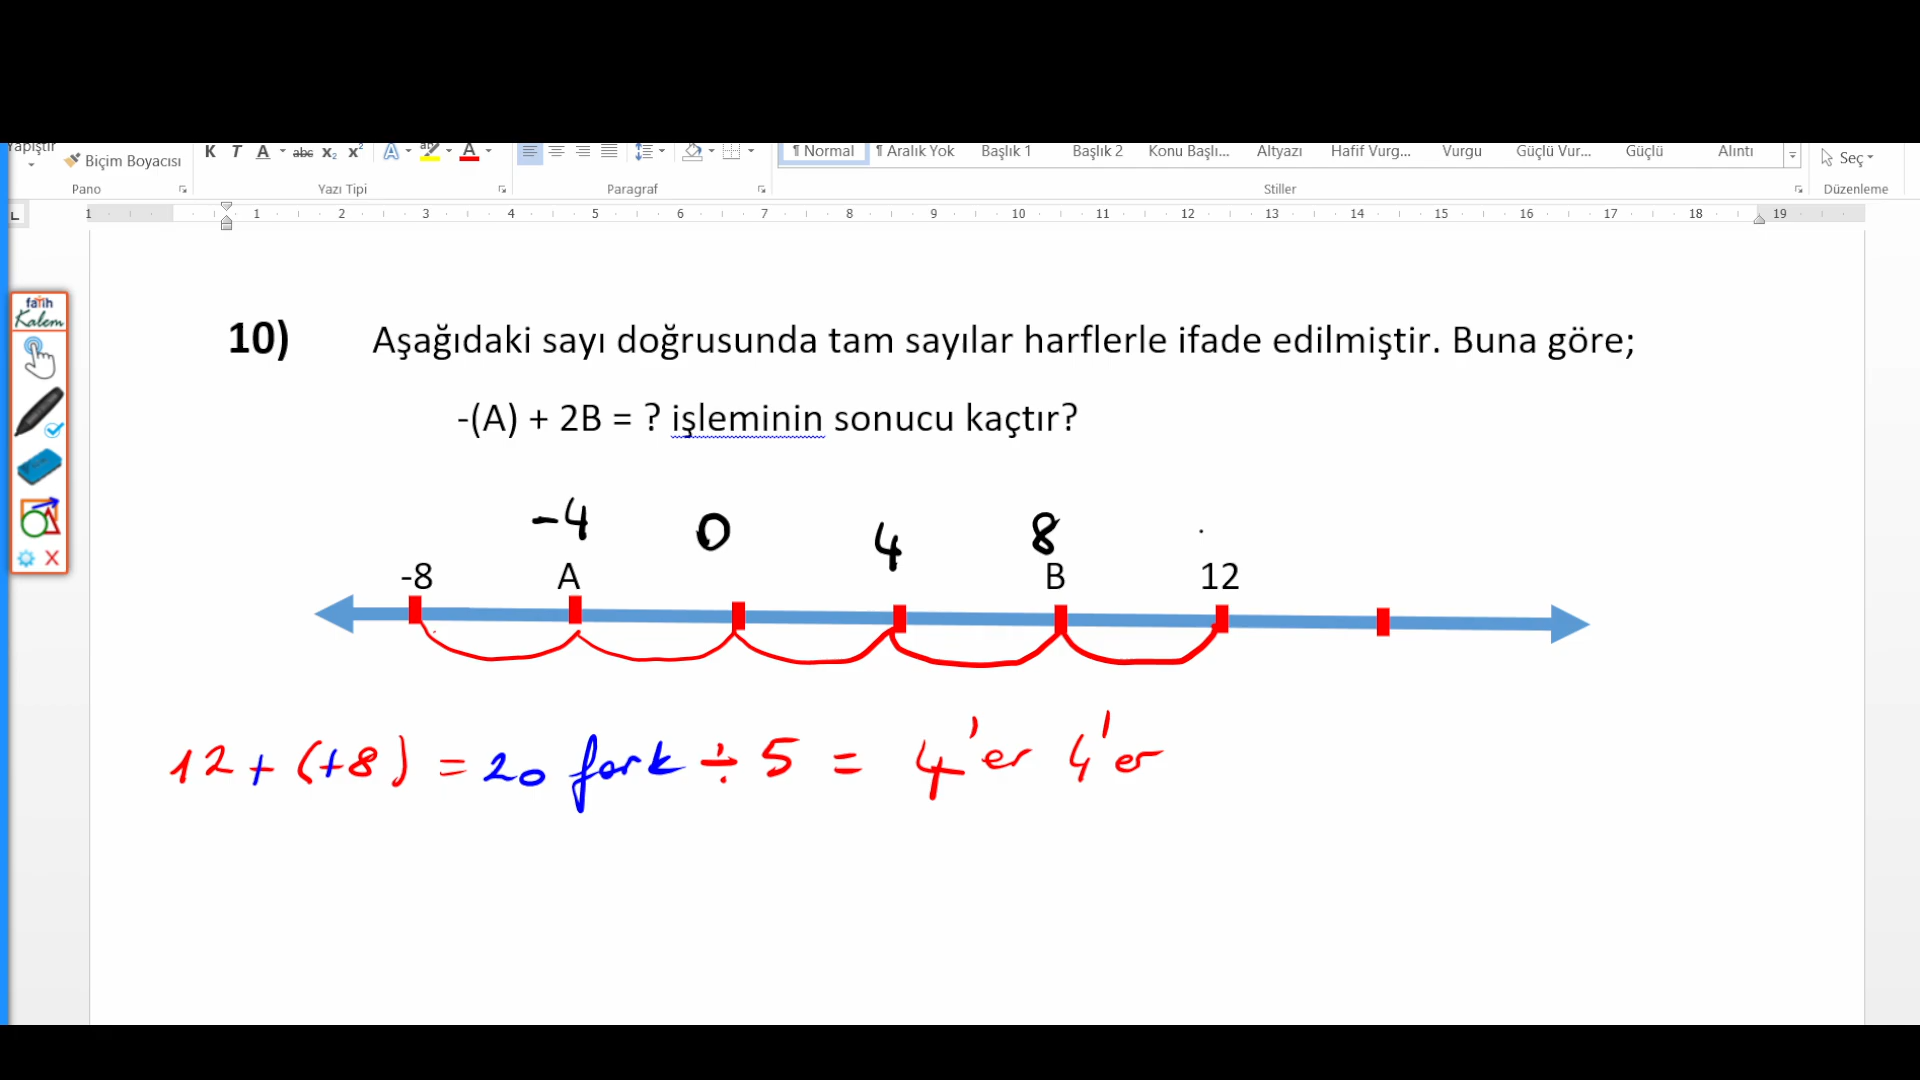 Yapıştır
Biçim Boyacısı
K T A abc x₂ x² A ab A
¶ Normal ¶ Aralık Yok Başlık 1 Başlık 2 Konu Başlı... Altyazı Hafif Vurg... Vurgu Güçlü Vur... Güçlü Alıntı
Seç
Pano Yazı Tipi Paragraf Stiller Düzenleme
L 1 1 2 3 4 5 6 7 8 9 10 11 12 13 14 15 16 17 18 19
fatih
Kalem
10) Aşağıdaki sayı doğrusunda tam sayılar harflerle ifade edilmiştir. Buna göre;
-(A) + 2B = ? işleminin sonucu kaçtır?
-4 0 4 8
-8 A B 12
12 + (+8) = 20 fark ÷ 5 = 4'er 4'er